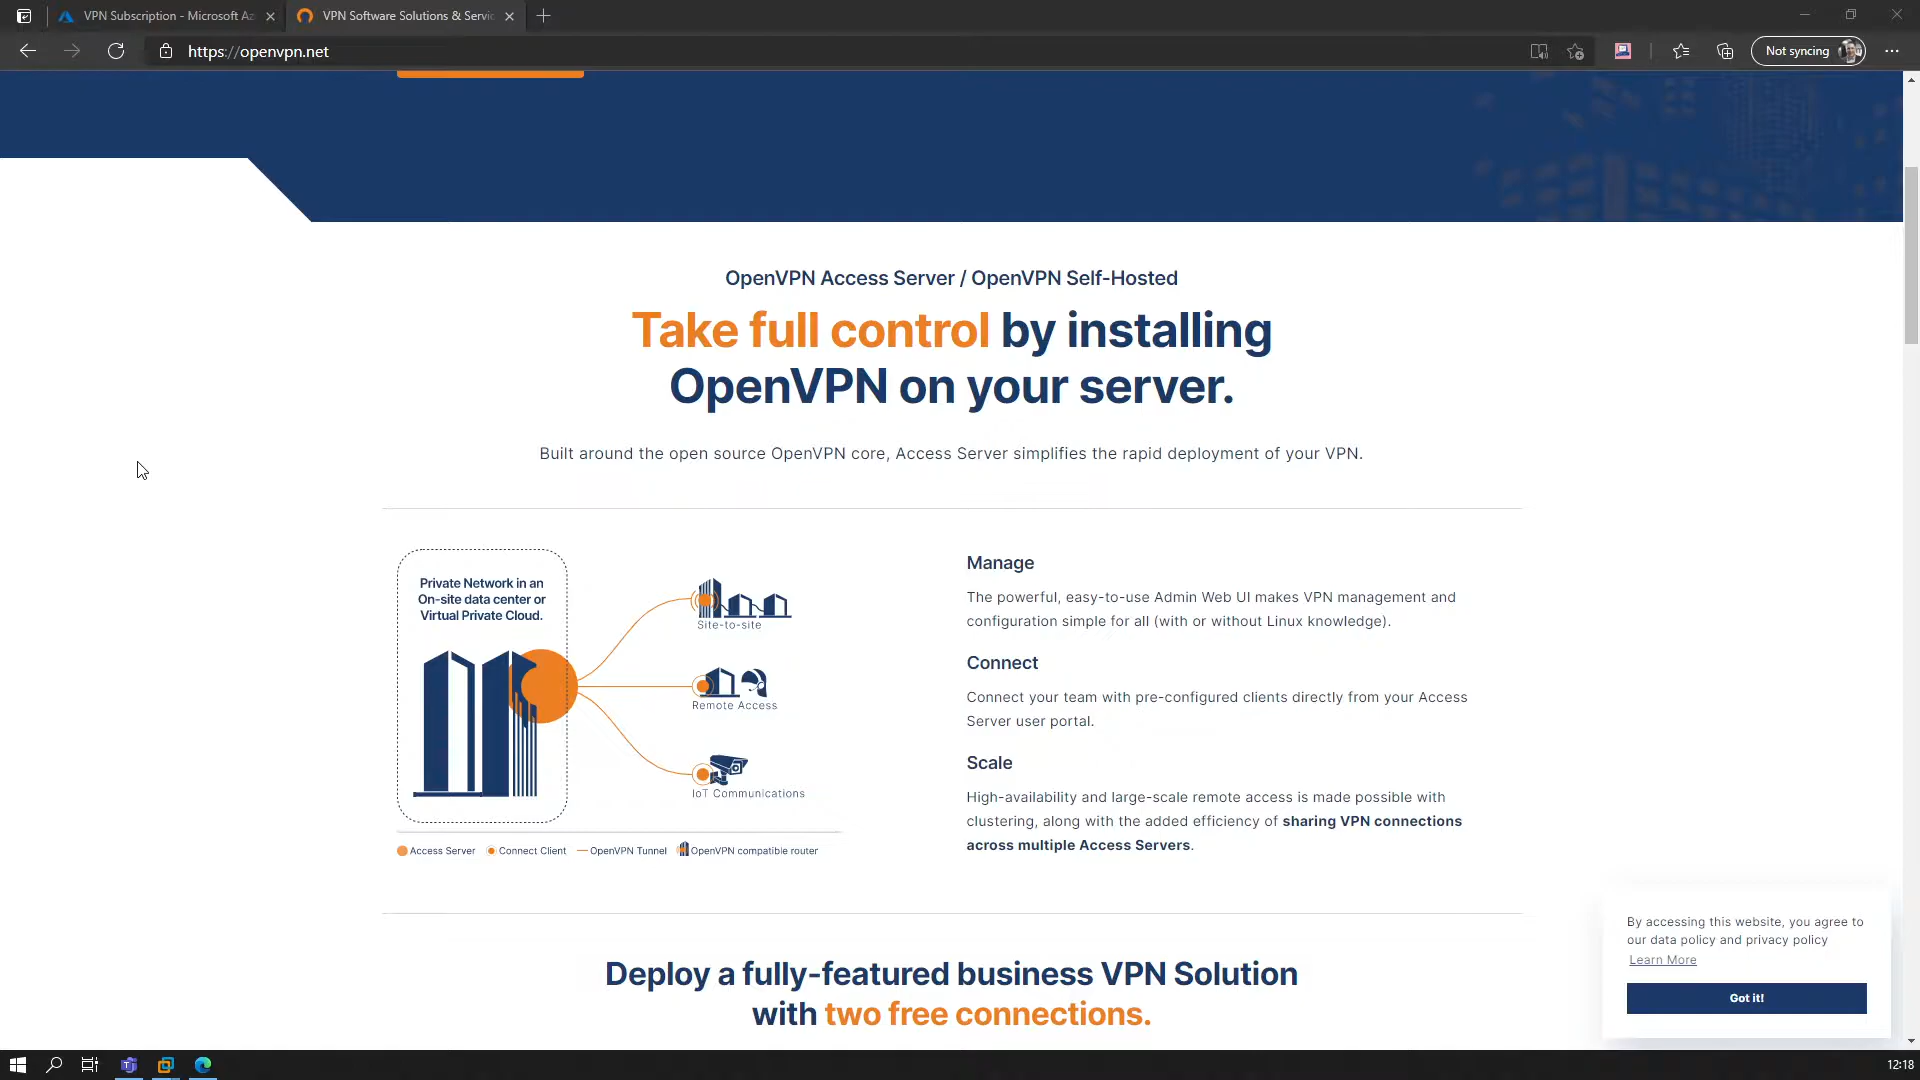 VPN Subscription - Microsoft Az
VPN Software Solutions & Servic
https://openvpn.net
Not syncing
OpenVPN Access Server / OpenVPN Self-Hosted
Take full control by installing
OpenVPN on your server.
Built around the open source OpenVPN core, Access Server simplifies the rapid deployment of your VPN.
Private Network in an
On-site data center or
Virtual Private Cloud.
Site-to-site
Remote Access
IoT Communications
Access Server
Connect Client
OpenVPN Tunnel
OpenVPN compatible router
Manage
The powerful, easy-to-use Admin Web UI makes VPN management and
configuration simple for all (with or without Linux knowledge).
Connect
Connect your team with pre-configured clients directly from your Access
Server user portal.
Scale
High-availability and large-scale remote access is made possible with
clustering, along with the added efficiency of sharing VPN connections
across multiple Access Servers.
Deploy a fully-featured business VPN Solution
with two free connections.
By accessing this website, you agree to
our data policy and privacy policy
Learn More
Got it!
12:18